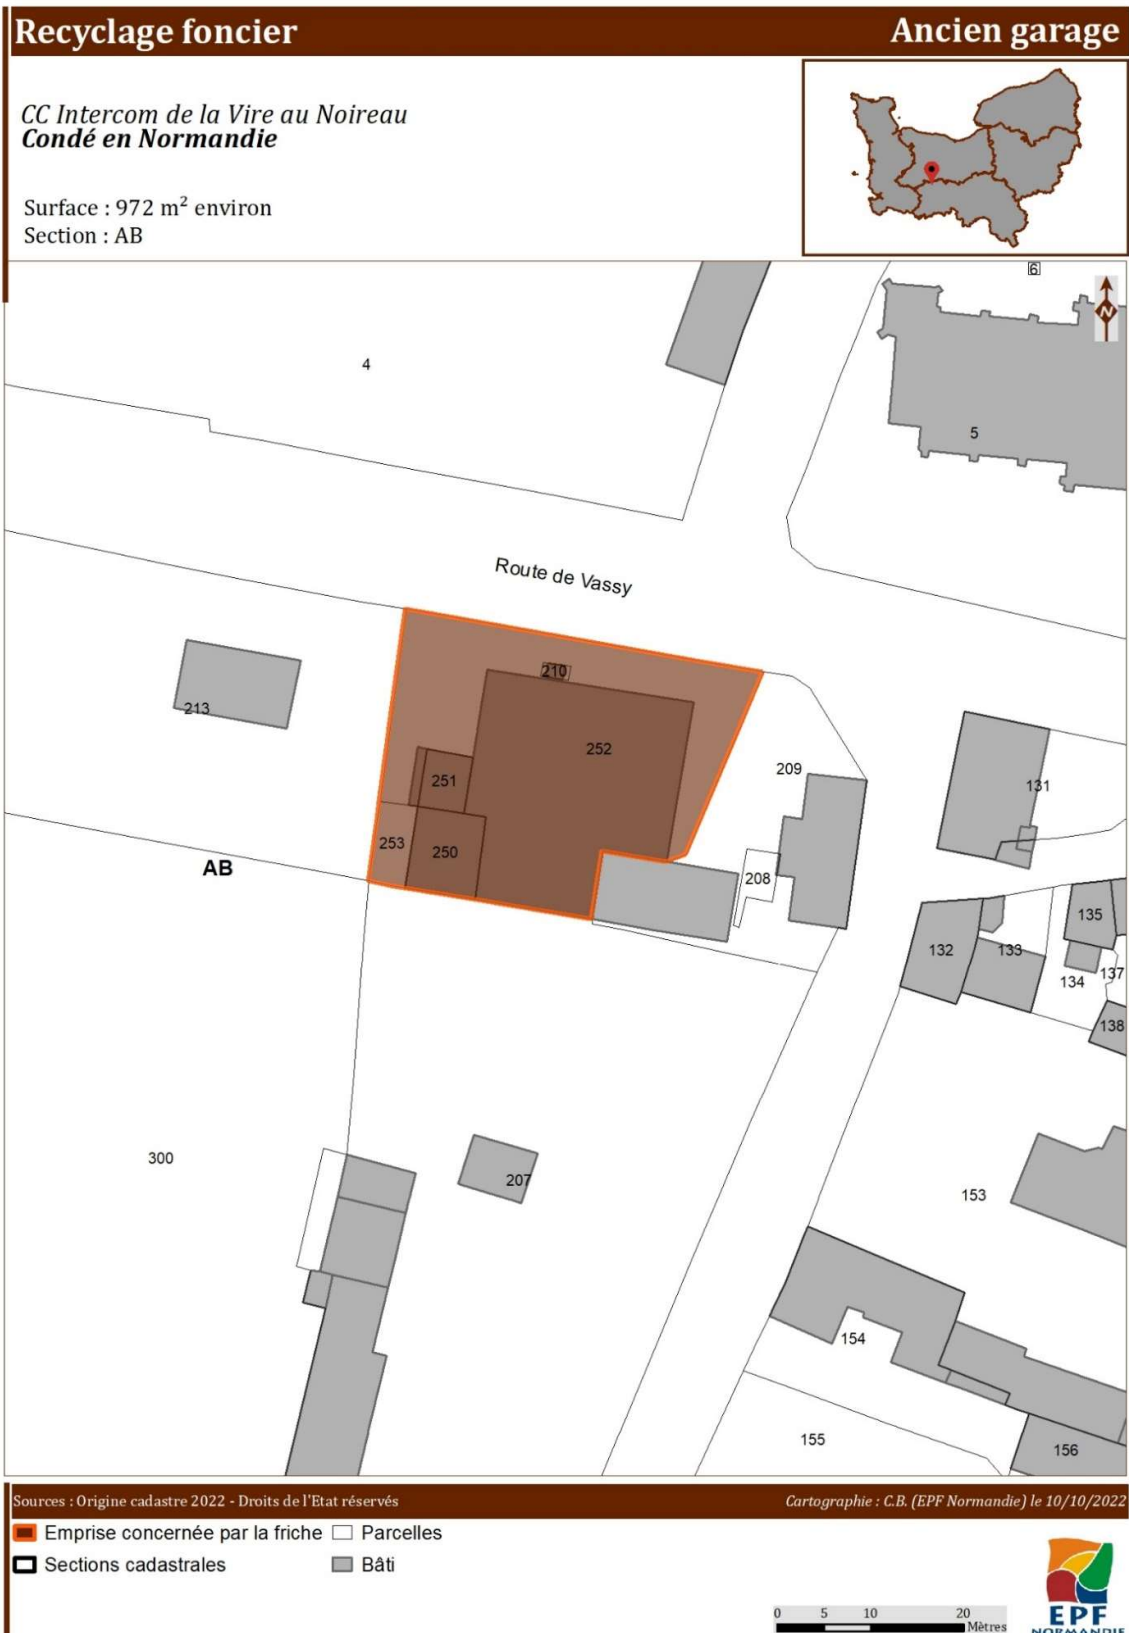 Recyclage foncier
Ancien garage
CC Intercom de la Vire au Noireau
Condé en Normandie
Surface : 972 m² environ
Section : AB
6
N
4
5
Route de Vassy
210
213
252
209
251
131
253
250
AB
208
135
132
133
134
137
138
300
207
153
154
155
156
Sources : Origine cadastre 2022 - Droits de l'Etat réservés
Cartographie : C.B. (EPF Normandie) le 10/10/2022
Emprise concernée par la friche
Parcelles
Sections cadastrales
Bâti
0 5 10 20
Mètres
EPF
NORMANDIE